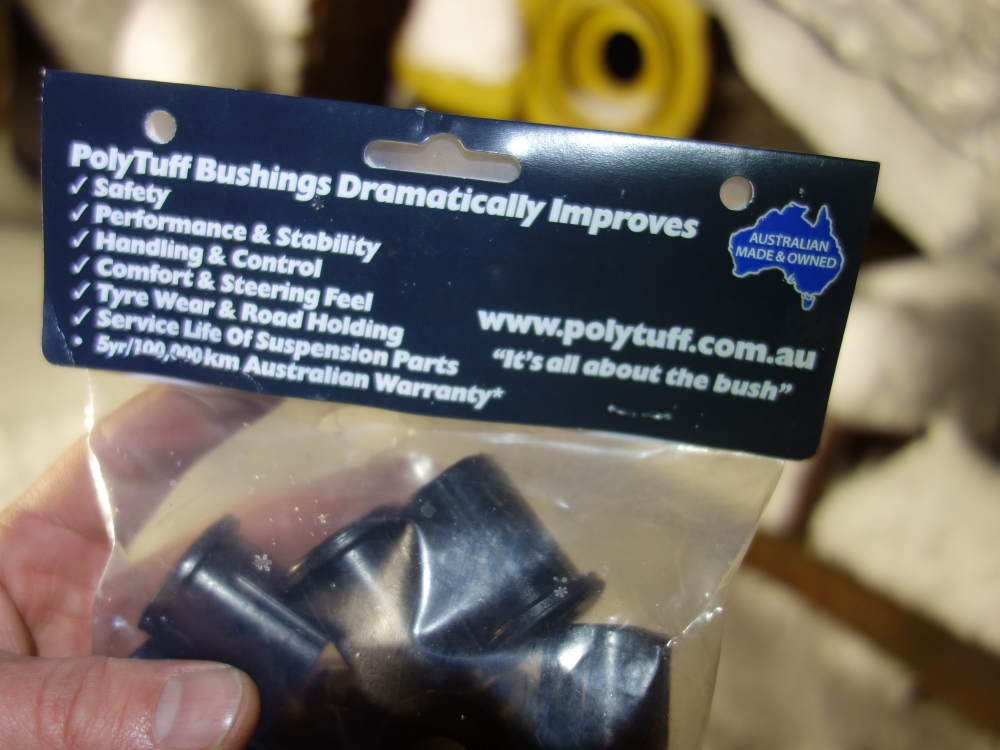 PolyTuff Bushings Dramatically Improves
✓ Safety
✓ Performance & Stability
✓ Handling & Control
✓ Comfort & Steering Feel
✓ Tyre Wear & Road Holding
✓ Service Life Of Suspension Parts
• 5yr/100,000km Australian Warranty*
AUSTRALIAN
MADE & OWNED
www.polytuff.com.au
“It’s all about the bush”